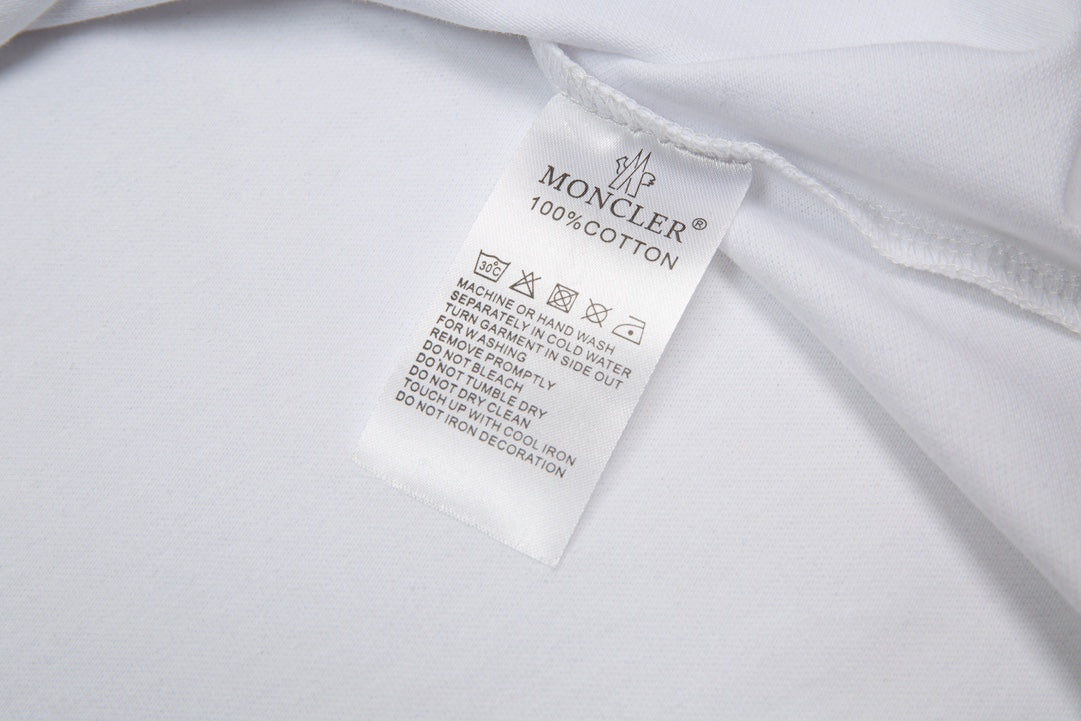 MONCLER®
100%COTTON
30°C
MACHINE OR HAND WASH
SEPARATELY IN COLD WATER
TURN GARMENT IN SIDE OUT
FOR WASHING
REMOVE PROMPTLY
DO NOT BLEACH
DO NOT TUMBLE DRY
DO NOT DRY CLEAN
TOUCH UP WITH COOL IRON
DO NOT IRON DECORATION